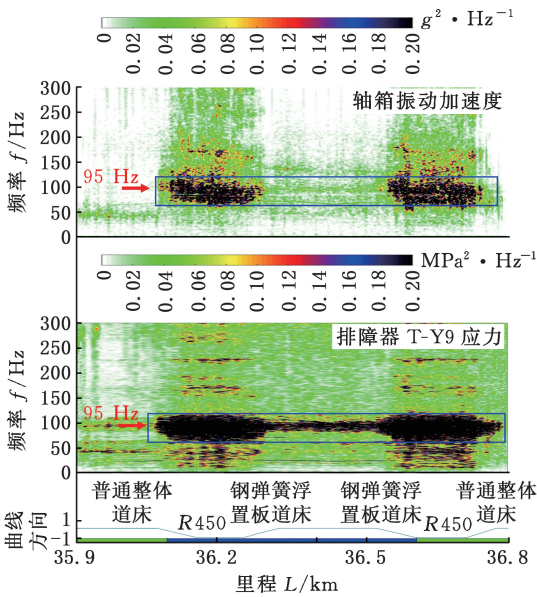 g²·Hz⁻¹
0 0.02 0.04 0.06 0.08 0.10 0.12 0.14 0.16 0.18 0.20
轴箱振动加速度
频率 f/Hz
300
250
200
150
100
50
0
95 Hz
MPa²·Hz⁻¹
0 0.02 0.04 0.06 0.08 0.10 0.12 0.14 0.16 0.18 0.20
排障器 T-Y9 应力
频率 f/Hz
300
250
200
150
100
50
0
95 Hz
普通整体
道床
钢弹簧浮
置板道床
钢弹簧浮
置板道床
普通整体
道床
曲线
方向
1
-1
R450
R450
35.9 36.2 36.5 36.8
里程 L/km